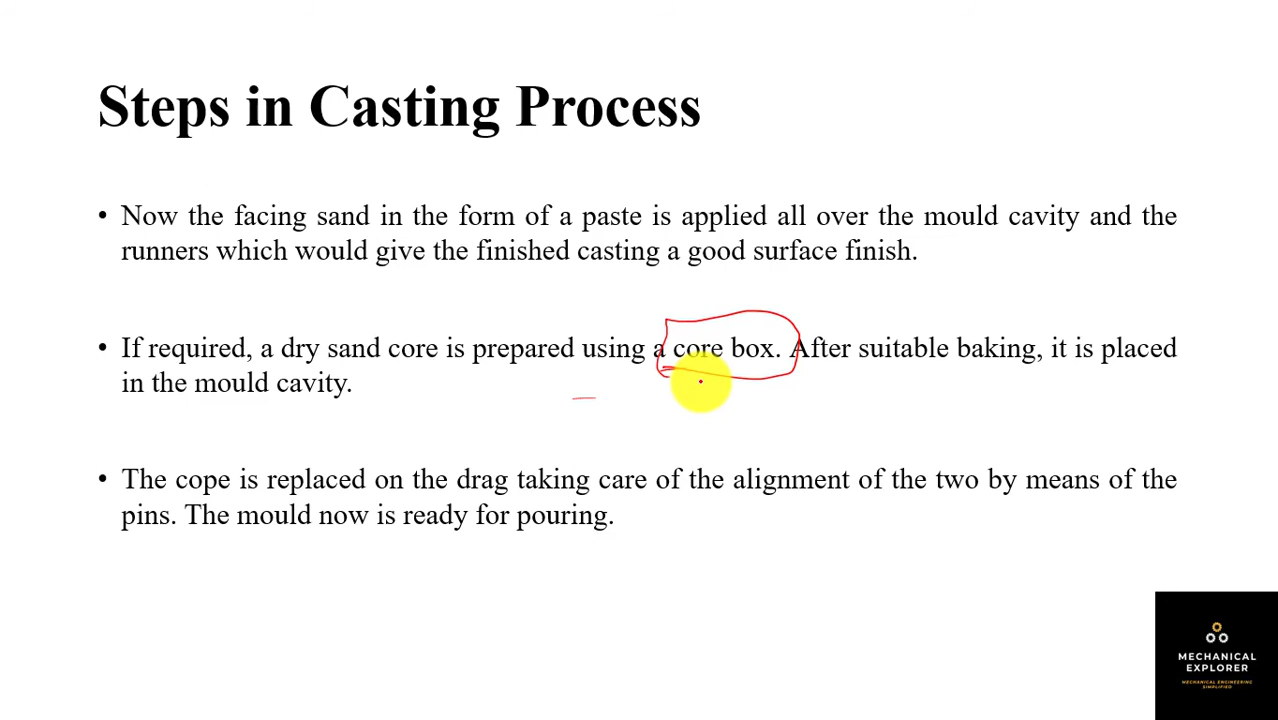 Steps in Casting Process
• Now the facing sand in the form of a paste is applied all over the mould cavity and the
runners which would give the finished casting a good surface finish.
• If required, a dry sand core is prepared using a core box. After suitable baking, it is placed
in the mould cavity.
• The cope is replaced on the drag taking care of the alignment of the two by means of the
pins. The mould now is ready for pouring.
MECHANICAL
EXPLORER
MECHANICAL ENGINEERING
SIMPLIFIED